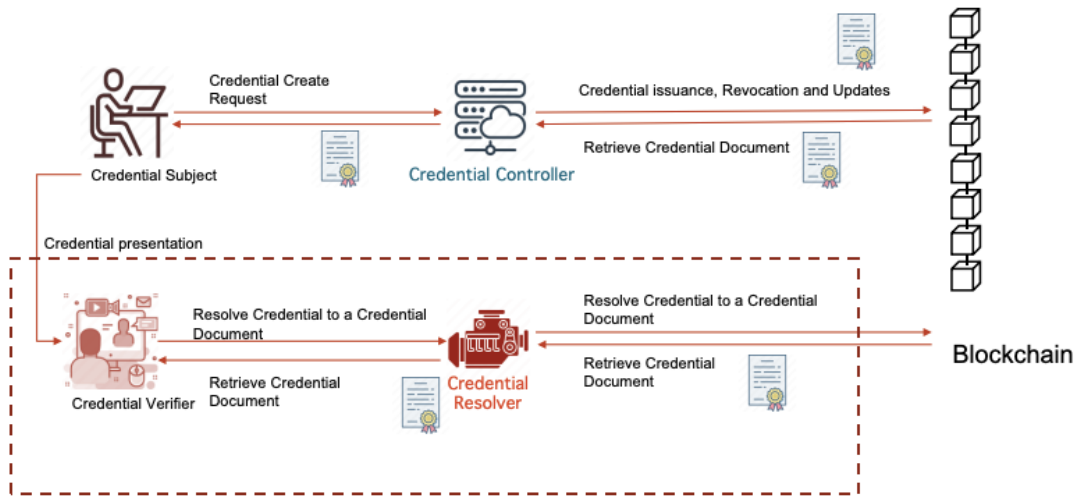 Credential Create
Request
Credential issuance, Revocation and Updates
Retrieve Credential Document
Credential Subject
Credential Controller
Credential presentation
Resolve Credential to a Credential
Document
Resolve Credential to a Credential
Document
Retrieve Credential
Document
Retrieve Credential
Document
Credential Verifier
Credential
Resolver
Blockchain